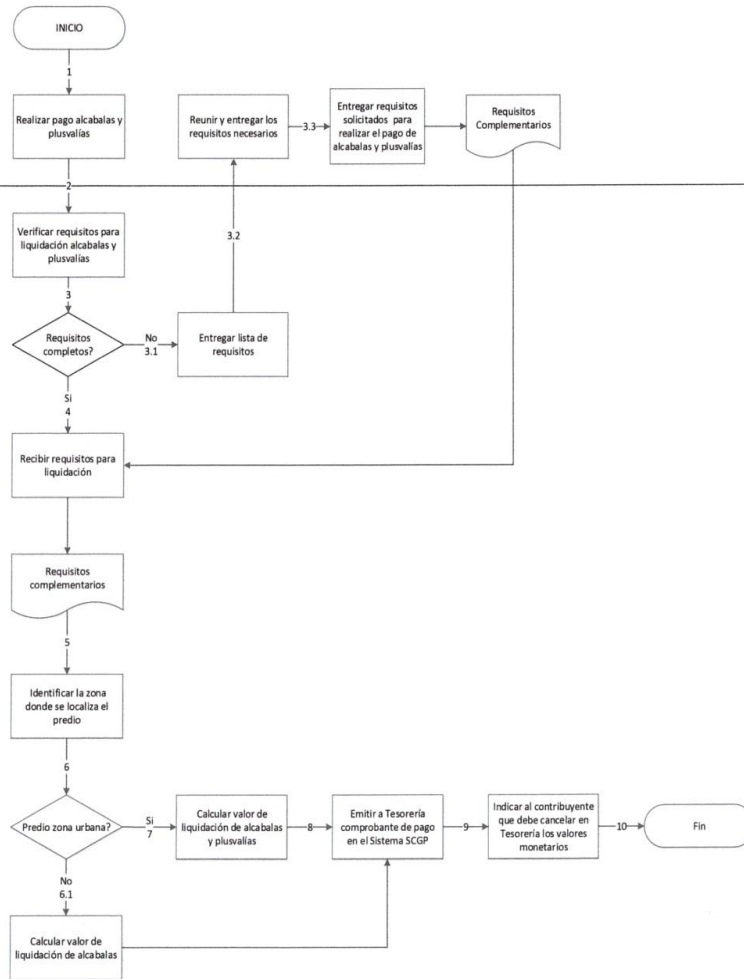 INICIO
1
Realizar pago alcabalas y
plusvalías
2
Reunir y entregar los
requisitos necesarios
3.3
Entregar requisitos
solicitados para
realizar el pago de
alcabalas y plusvalías
Requisitos
Complementarios
Verificar requisitos para
liquidación alcabalas y
plusvalías
3
3.2
Requisitos
completos?
No
3.1
Entregar lista de
requisitos
Si
4
Recibir requisitos para
liquidación
Requisitos
complementarios
5
Identificar la zona
donde se localiza el
predio
6
Predio zona urbana?
Si
7
Calcular valor de
liquidación de alcabalas
y plusvalías
8
Emitir a Tesorería
comprobante de pago
en el Sistema SCGP
9
Indicar al contribuyente
que debe cancelar en
Tesorería los valores
monetarios
10
Fin
No
6.1
Calcular valor de
liquidación de alcabalas